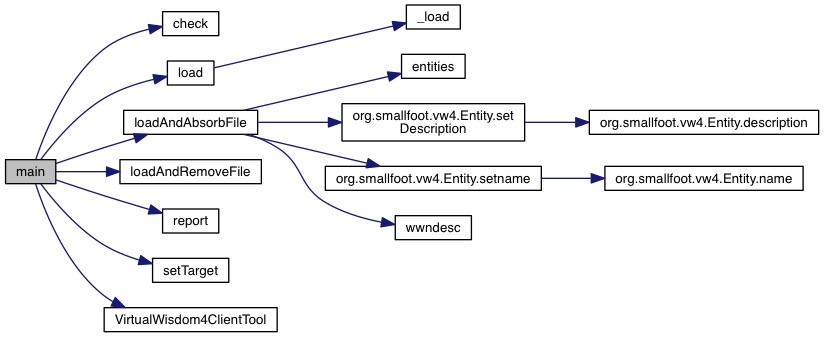 main
check
load
_load
loadAndAbsorbFile
entities
org.smallfoot.vw4.Entity.set
Description
org.smallfoot.vw4.Entity.description
org.smallfoot.vw4.Entity.setname
org.smallfoot.vw4.Entity.name
wwndesc
loadAndRemoveFile
report
setTarget
VirtualWisdom4ClientTool